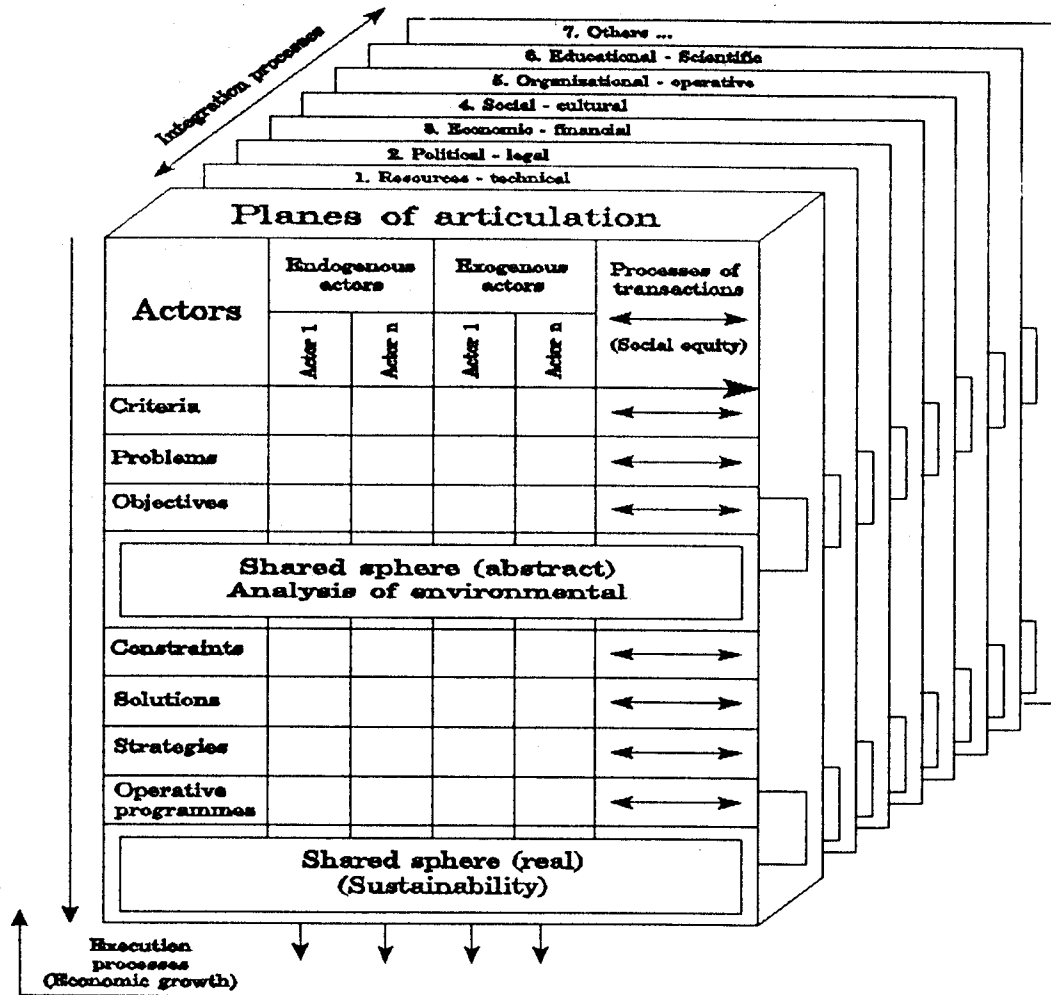 Integration processes
7. Others ...
6. Educational - Scientific
5. Organizational - operative
4. Social - cultural
3. Economic - financial
2. Political - legal
1. Resources - technical
Planes of articulation
Actors
Endogenous
actors
Exogenous
actors
Processes of
transactions
(Social equity)
Actor 1
Actor n
Actor 1
Actor n
Criteria
Problems
Objectives
Shared sphere (abstract)
Analysis of environmental
Constraints
Solutions
Strategies
Operative
programmes
Shared sphere (real)
(Sustainability)
Execution
processes
(Economic growth)